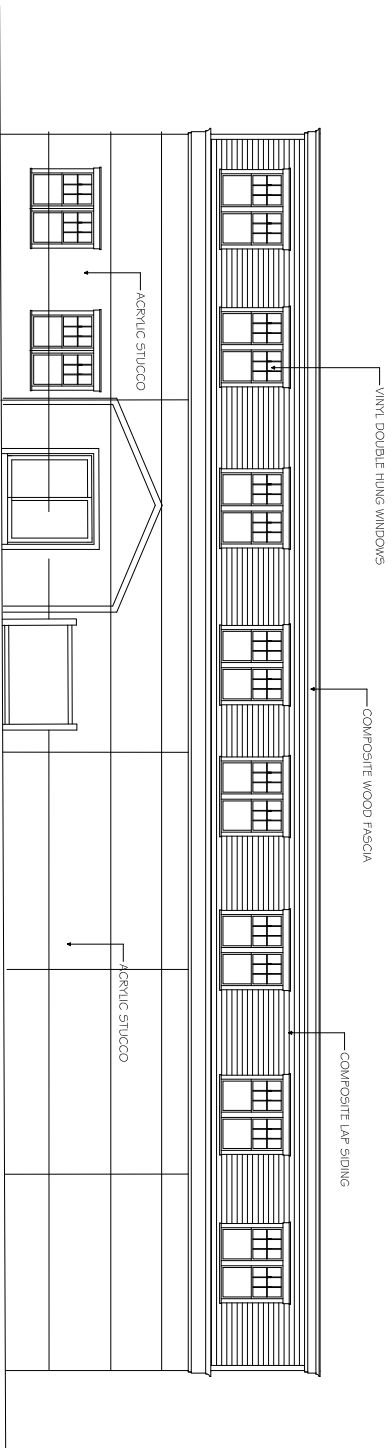 VINYL DOUBLE HUNG WINDOWS
COMPOSITE WOOD FASCIA
COMPOSITE LAP SIDING
ACRYLIC STUCCO
ACRYLIC STUCCO